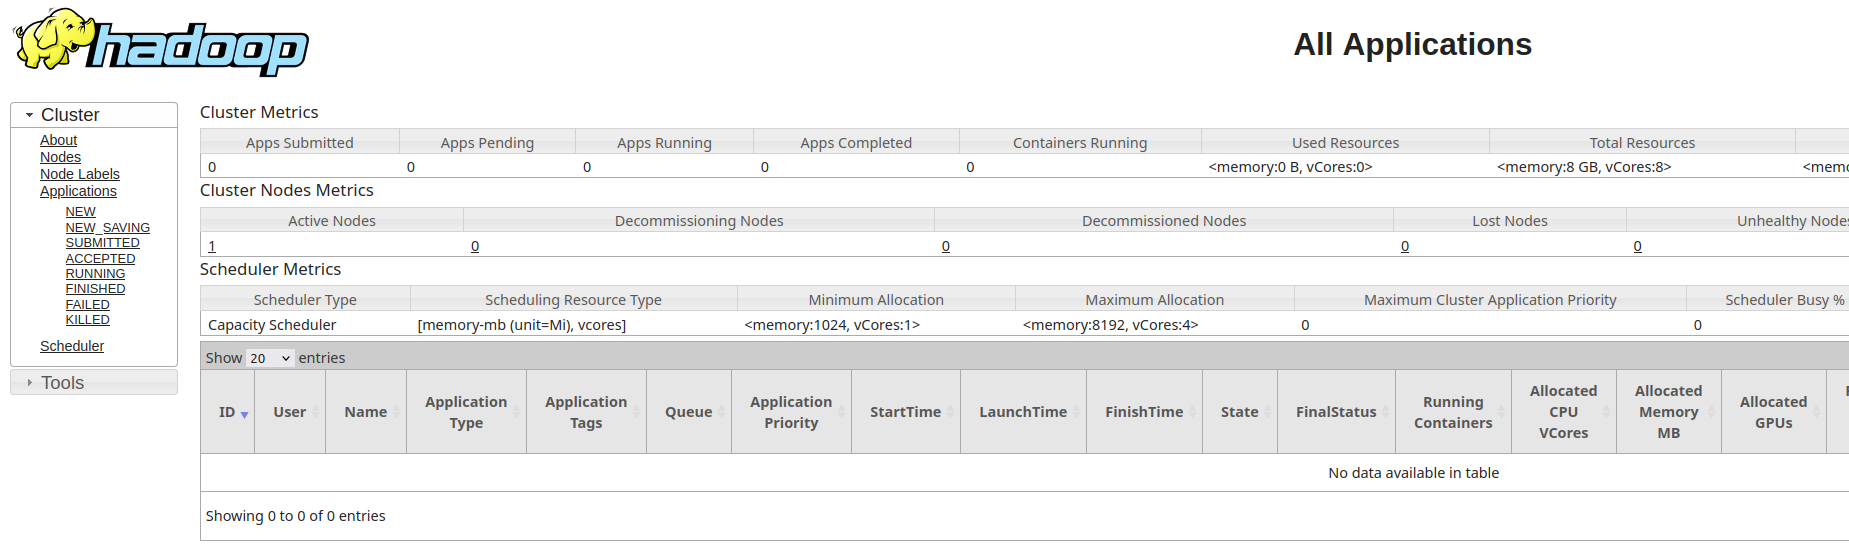 hadoop
All Applications
Cluster
About
Nodes
Node Labels
Applications
NEW
NEW_SAVING
SUBMITTED
ACCEPTED
RUNNING
FINISHED
FAILED
KILLED
Scheduler
Tools
Cluster Metrics
Apps Submitted Apps Pending Apps Running Apps Completed Containers Running Used Resources Total Resources
0 0 0 0 0 <memory:0 B, vCores:0> <memory:8 GB, vCores:8>
Cluster Nodes Metrics
Active Nodes Decommissioning Nodes Decommissioned Nodes Lost Nodes Unhealthy Nodes
1 0 0 0 0
Scheduler Metrics
Scheduler Type Scheduling Resource Type Minimum Allocation Maximum Allocation Maximum Cluster Application Priority Scheduler Busy %
Capacity Scheduler [memory-mb (unit=Mi), vcores] <memory:1024, vCores:1> <memory:8192, vCores:4> 0 0
Show 20 entries
ID User Name Application Type Application Tags Queue Application Priority StartTime LaunchTime FinishTime State FinalStatus Running Containers Allocated CPU VCores Allocated Memory MB Allocated GPUs
No data available in table
Showing 0 to 0 of 0 entries